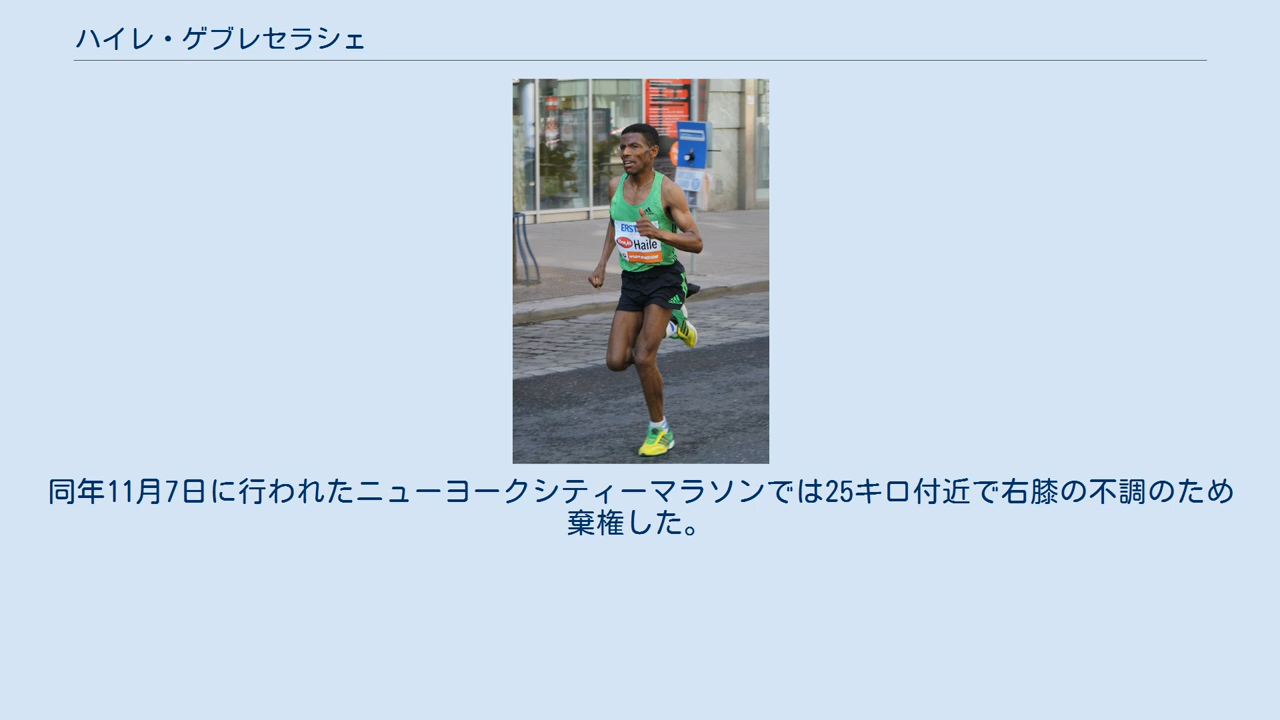 ハイレ・ゲブレセラシェ
ERST
Haile
同年11月7日に行われたニューヨークシティーマラソンでは25キロ付近で右膝の不調のため
棄権した。